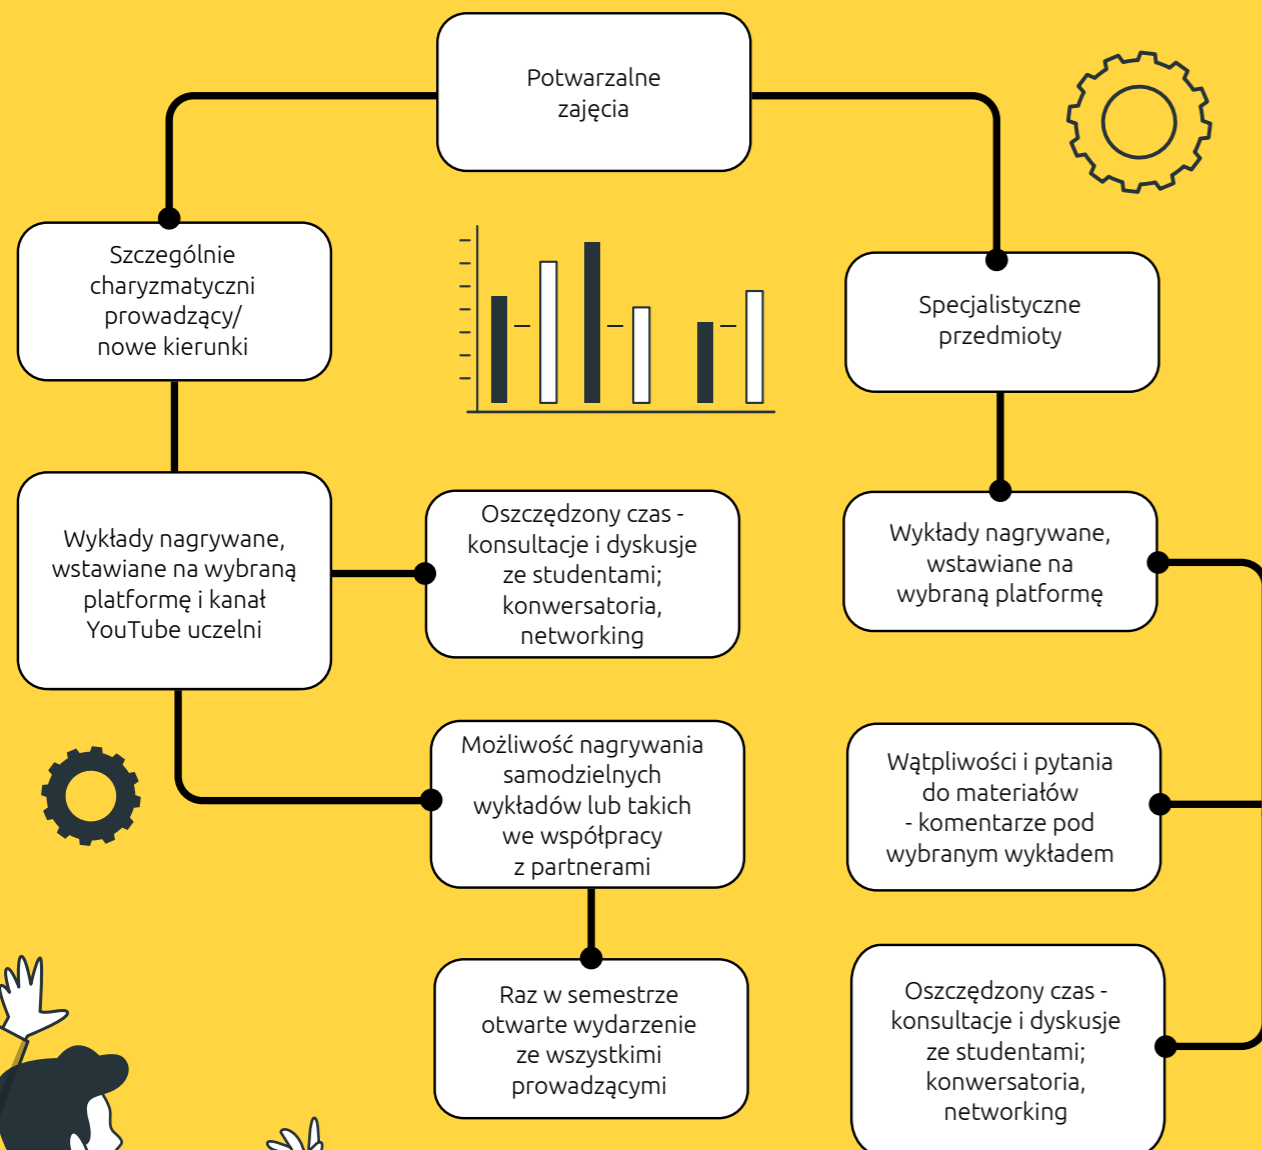 Potwarzalne
zajęcia
Szczególnie
charyzmatyczni
prowadzący/
nowe kierunki
Specjalistyczne
przedmioty
Wykłady nagrywane,
wstawiane na wybraną
platformę i kanał
YouTube uczelni
Oszczędzony czas -
konsultacje i dyskusje
ze studentami;
konwersatoria,
networking
Wykłady nagrywane,
wstawiane na
wybraną platformę
Możliwość nagrywania
samodzielnych
wykładów lub takich
we współpracy
z partnerami
Wątpliwości i pytania
do materiałów
- komentarze pod
wybranym wykładem
Raz w semestrze
otwarte wydarzenie
ze wszystkimi
prowadzącymi
Oszczędzony czas -
konsultacje i dyskusje
ze studentami;
konwersatoria,
networking